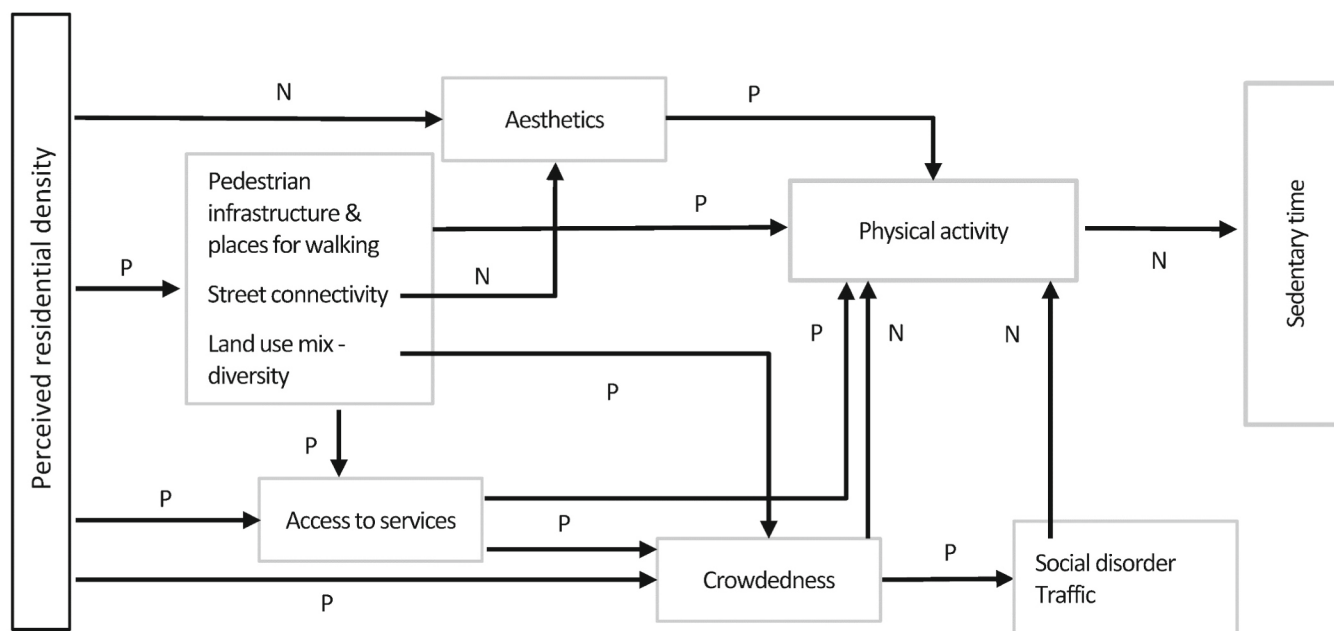 Perceived residential density
N
Aesthetics
P
Pedestrian
infrastructure &
places for walking
P
Physical activity
N
Sedentary time
P
Street connectivity
N
Land use mix -
diversity
P
P
N
N
P
P
Access to services
P
P
Crowdedness
P
Social disorder
Traffic